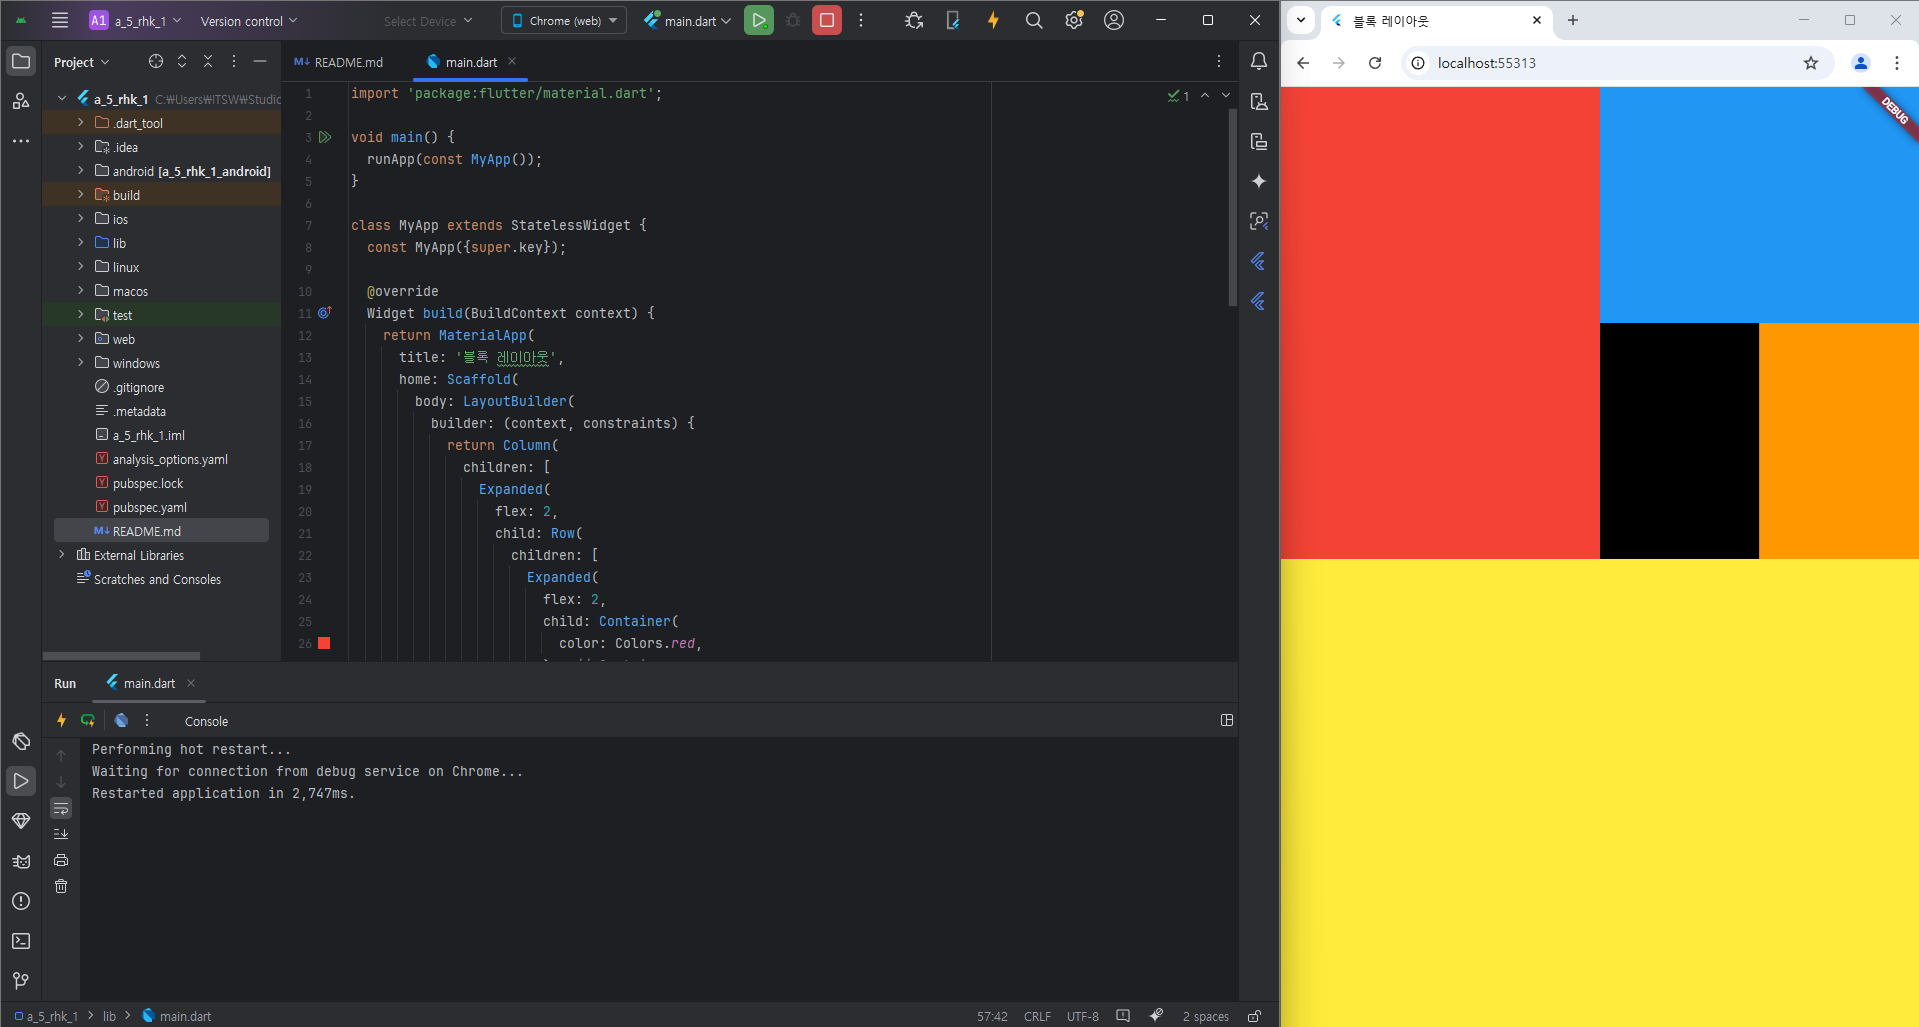 A1 a_5_rhk_1 Version control Select Device Chrome (web) main.dart
Project
README.md main.dart
a_5_rhk_1 C:₩Users₩ITSW₩Studio
.dart_tool
.idea
android [a_5_rhk_1_android]
build
ios
lib
linux
macos
test
web
windows
.gitignore
.metadata
a_5_rhk_1.iml
analysis_options.yaml
pubspec.lock
pubspec.yaml
README.md
External Libraries
Scratches and Consoles
1
1 import 'package:flutter/material.dart';
2
3 void main() {
4 runApp(const MyApp());
5 }
6
7 class MyApp extends StatelessWidget {
8 const MyApp({super.key});
9
10 @override
11 Widget build(BuildContext context) {
12 return MaterialApp(
13 title: '블록 레이아웃',
14 home: Scaffold(
15 body: LayoutBuilder(
16 builder: (context, constraints) {
17 return Column(
18 children: [
19 Expanded(
20 flex: 2,
21 child: Row(
22 children: [
23 Expanded(
24 flex: 2,
25 child: Container(
26 color: Colors.red,
Run main.dart
Console
Performing hot restart...
Waiting for connection from debug service on Chrome...
Restarted application in 2,747ms.
a_5_rhk_1 lib main.dart 57:42 CRLF UTF-8 2 spaces
블록 레이아웃
localhost:55313
DEBUG